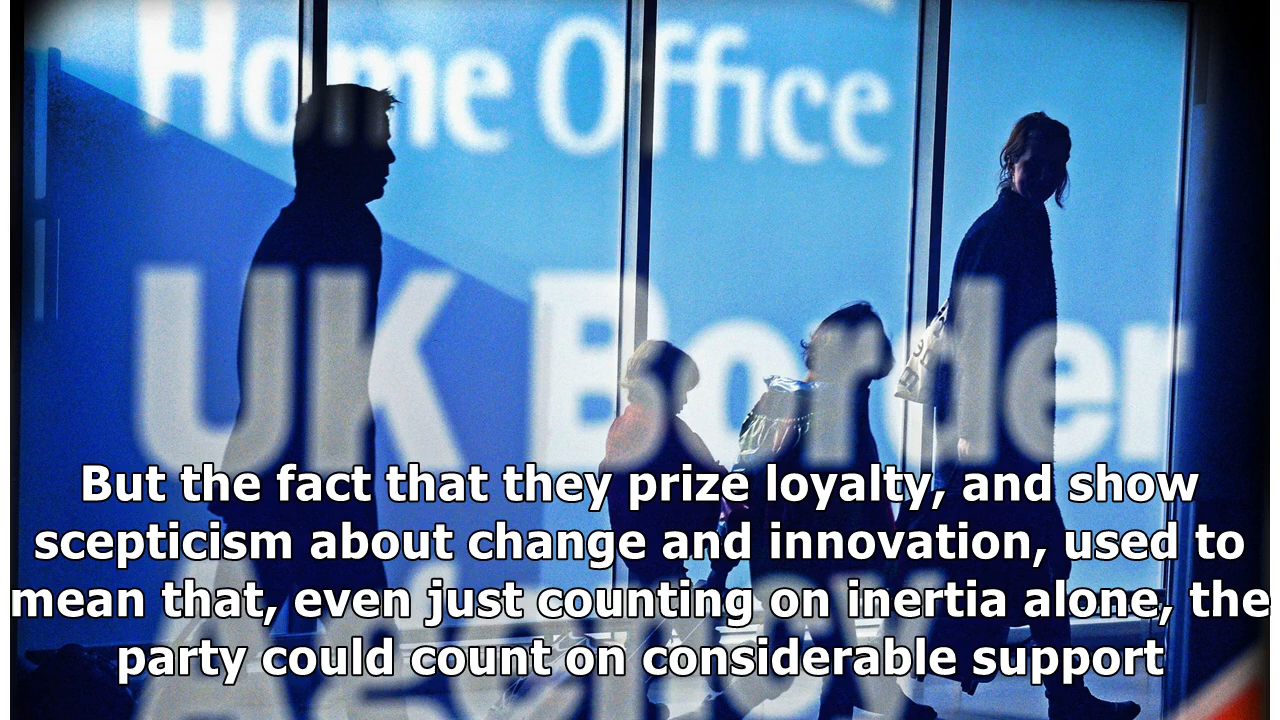 Home Office
UK Border
Agency
But the fact that they prize loyalty, and show
scepticism about change and innovation, used to
mean that, even just counting on inertia alone, the
party could count on considerable support